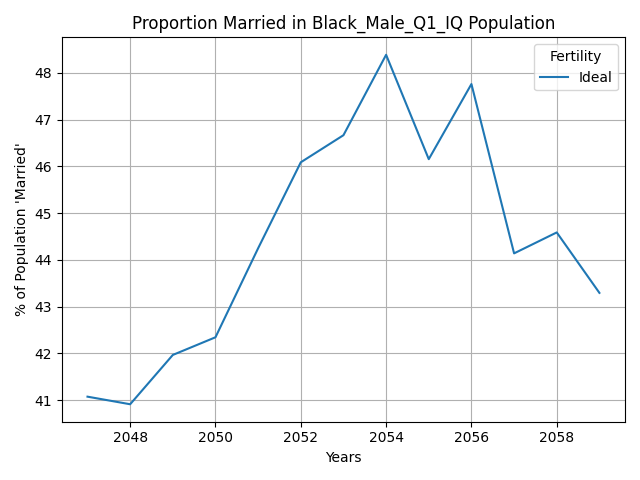 Proportion Married in Black_Male_Q1_IQ Population
Fertility
Ideal
% of Population 'Married'
48
47
46
45
44
43
42
41
2048 2050 2052 2054 2056 2058
Years